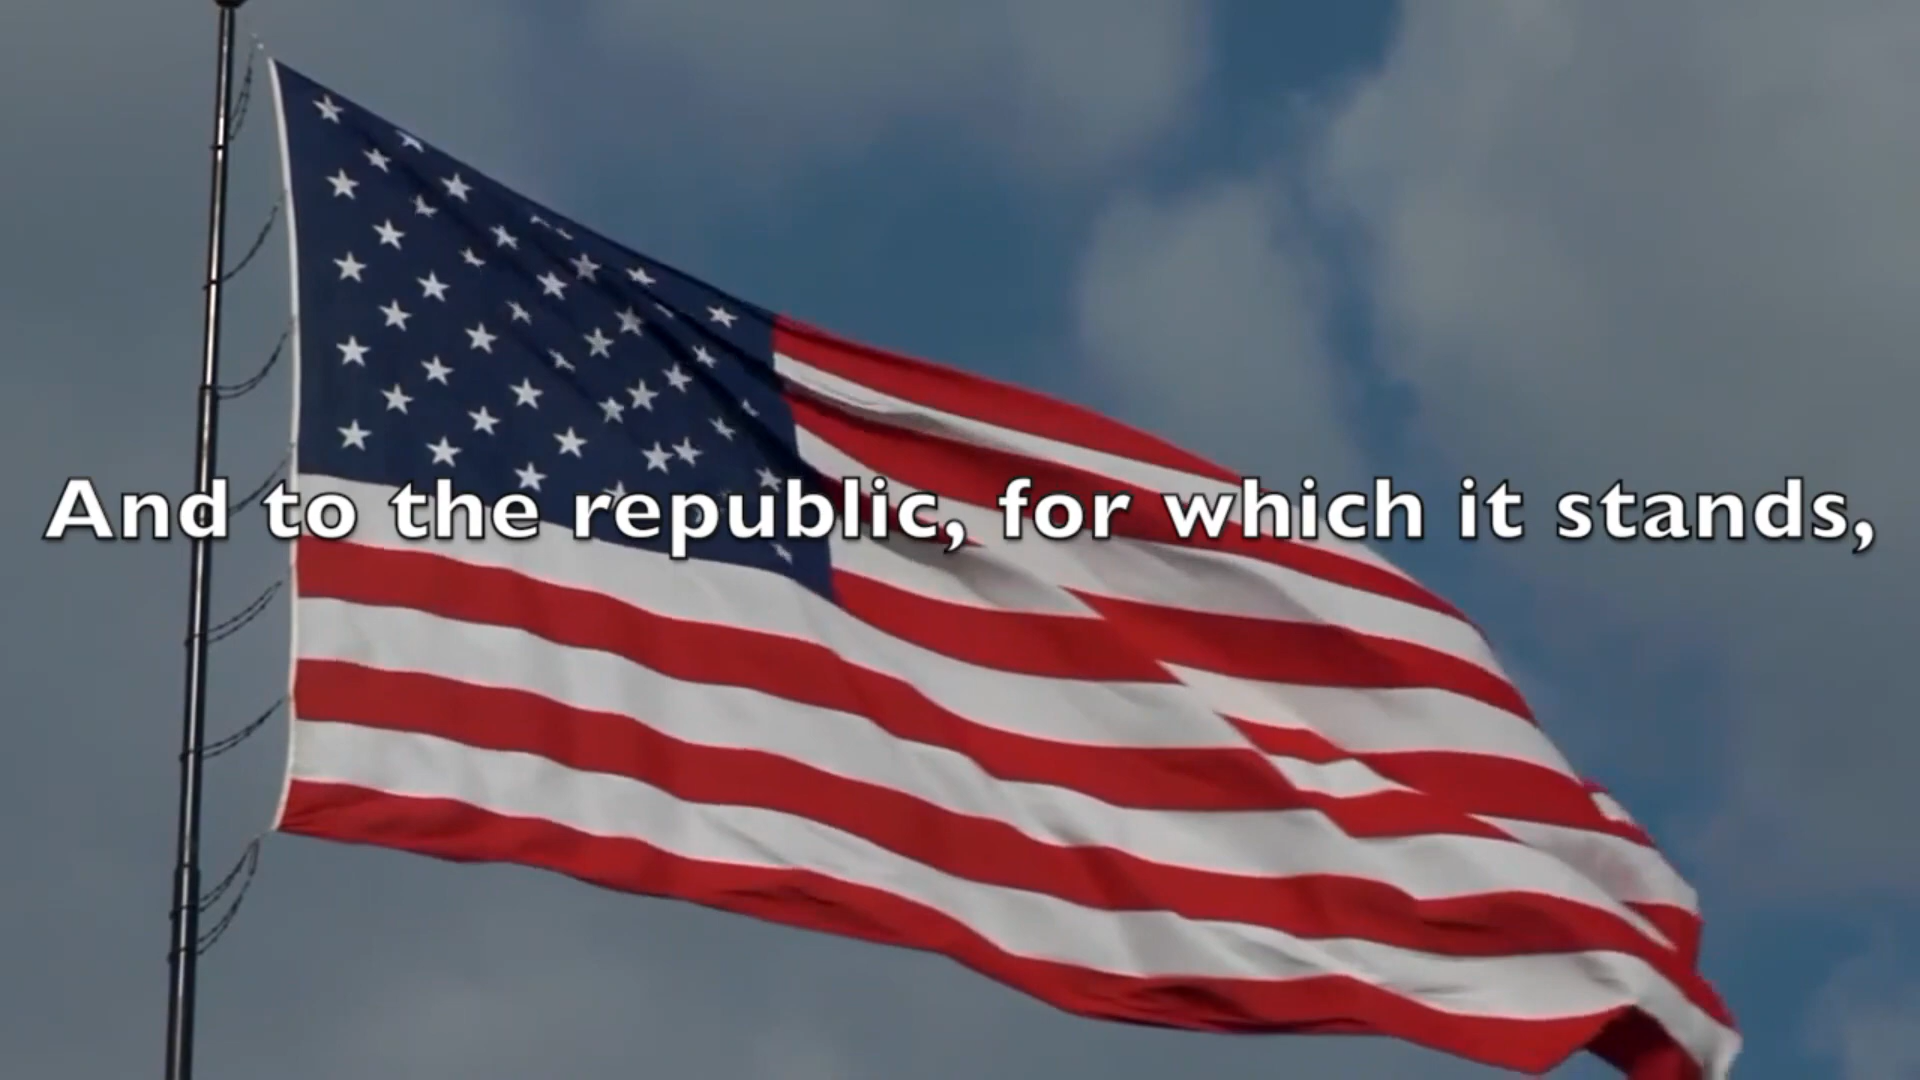 And to the republic, for which it stands,